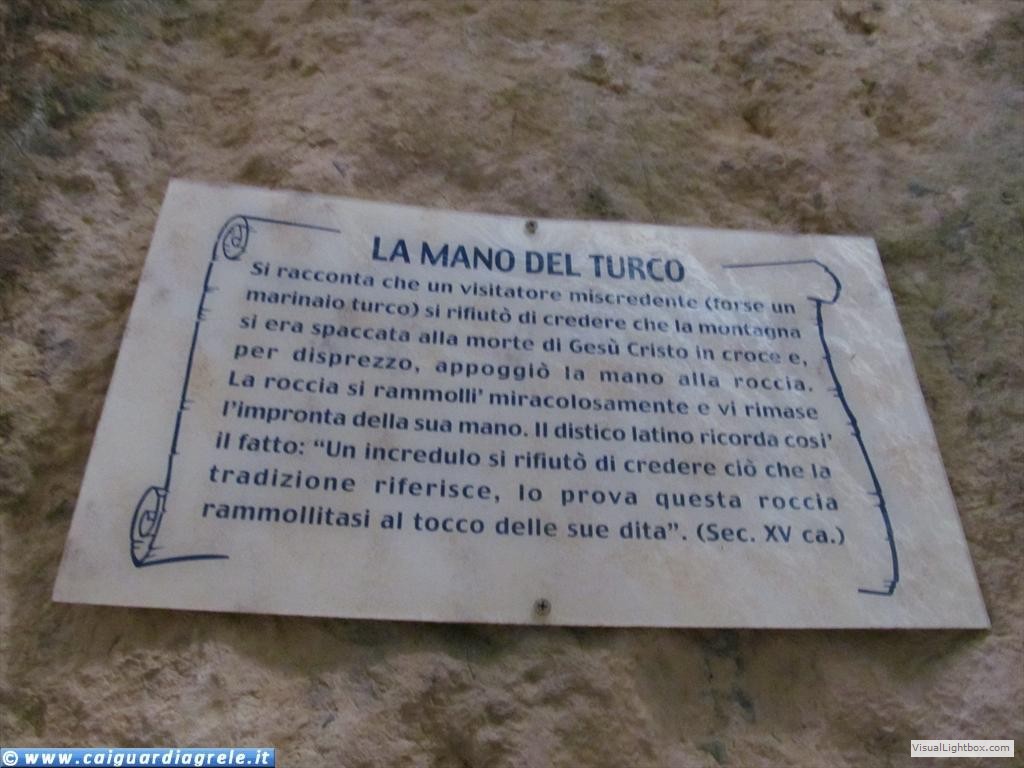 LA MANO DEL TURCO
Si racconta che un visitatore miscredente (forse un
marinaio turco) si rifiutò di credere che la montagna
si era spaccata alla morte di Gesù Cristo in croce e,
per disprezzo, appoggiò la mano alla roccia.
La roccia si rammolli' miracolosamente e vi rimase
l'impronta della sua mano. Il distico latino ricorda cosi'
il fatto: "Un incredulo si rifiutò di credere ciò che la
tradizione riferisce, lo prova questa roccia
rammollitasi al tocco delle sue dita". (Sec. XV ca.)
© www.caiguardiagrele.it
VisualLightbox.com